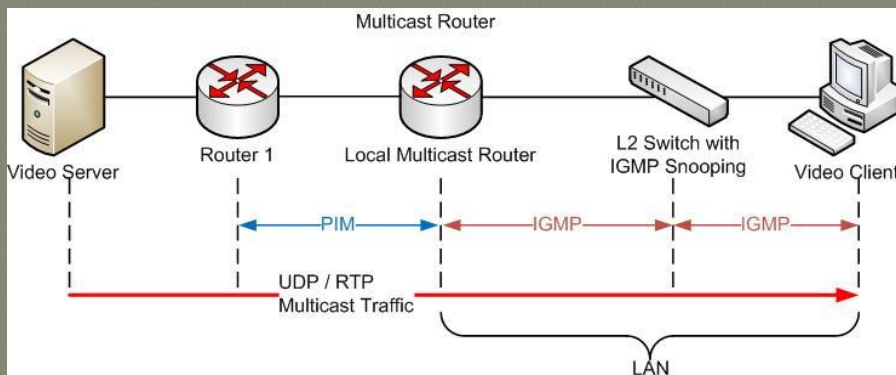 Multicast Router
Video Server
Router 1
Local Multicast Router
L2 Switch with
IGMP Snooping
Video Client
PIM
IGMP
IGMP
UDP / RTP
Multicast Traffic
LAN